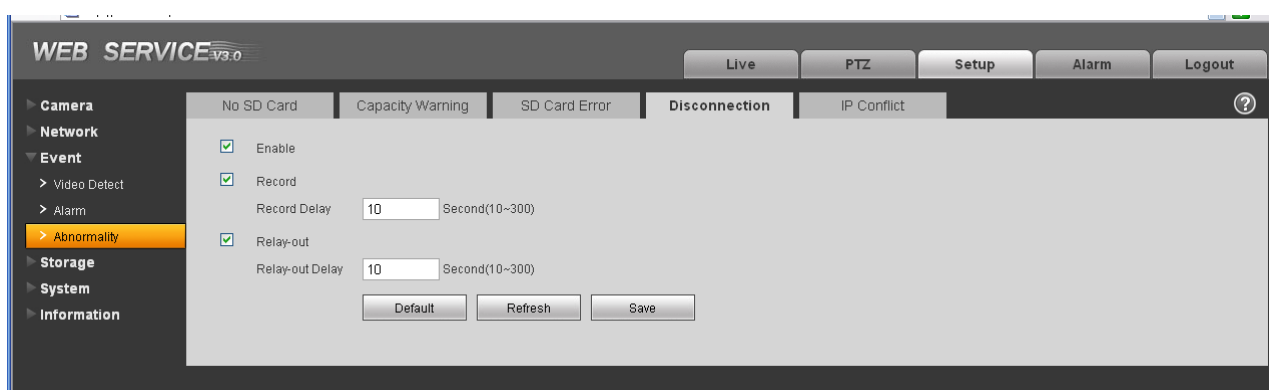 WEB SERVICE V3.0
Live PTZ Setup Alarm Logout
No SD Card Capacity Warning SD Card Error Disconnection IP Conflict ?
Camera
Network
Event
> Video Detect
> Alarm
> Abnormality
Storage
System
Information
Enable
Record
Record Delay 10 Second(10~300)
Relay-out
Relay-out Delay 10 Second(10~300)
Default Refresh Save